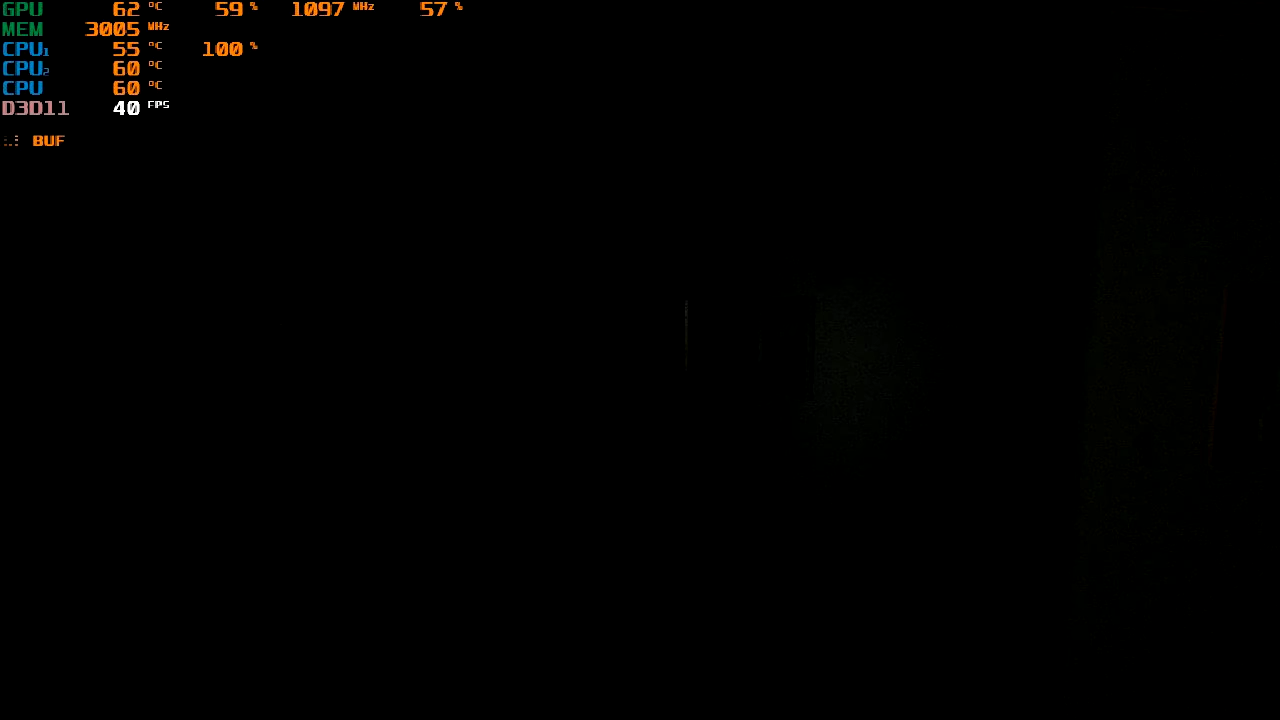 GPU 62 °C 59 % 1097 MHz 57 %
MEM 3005 MHz
CPU1 55 °C 100 %
CPU2 60 °C
CPU 60 °C
D3D11 40 FPS
BUF